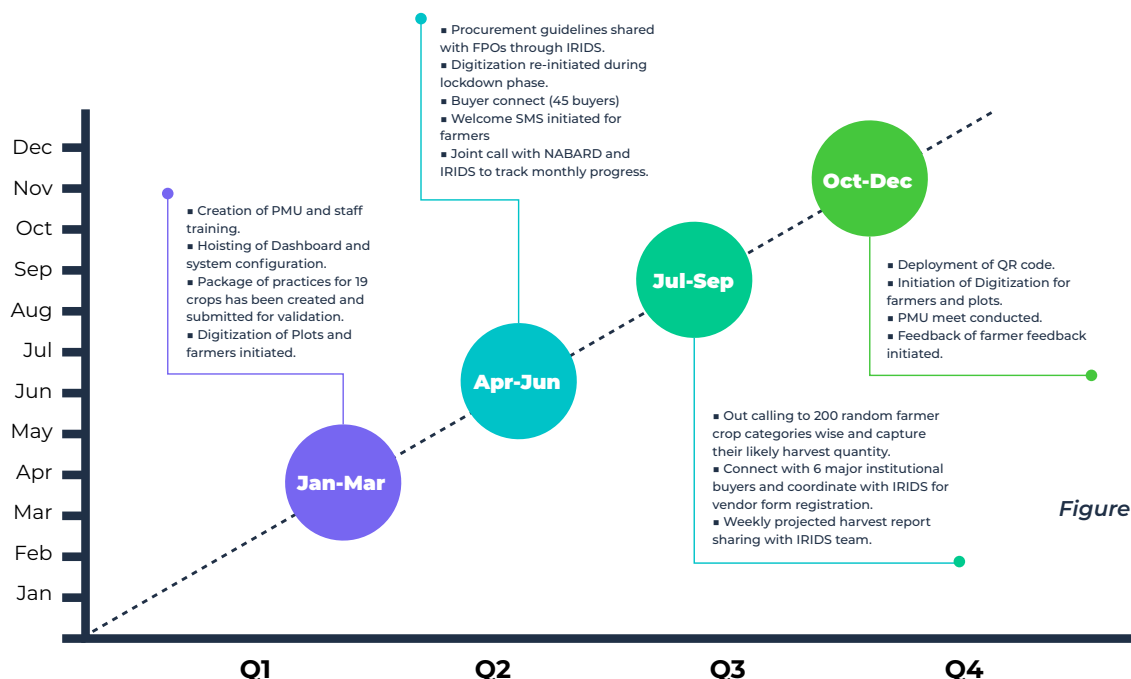 ▪ Procurement guidelines shared
with FPOs through IRIDS.
▪ Digitization re-initiated during
lockdown phase.
▪ Buyer connect (45 buyers)
▪ Welcome SMS initiated for
farmers
▪ Joint call with NABARD and
IRIDS to track monthly progress.
Dec
Nov
Oct
Sep
Aug
Jul
Jun
May
Apr
Mar
Feb
Jan
▪ Creation of PMU and staff
training.
▪ Hoisting of Dashboard and
system configuration.
▪ Package of practices for 19
crops has been created and
submitted for validation.
▪ Digitization of Plots and
farmers initiated.
Jan-Mar
Apr-Jun
Jul-Sep
Oct-Dec
▪ Deployment of QR code.
▪ Initiation of Digitization for
farmers and plots.
▪ PMU meet conducted.
▪ Feedback of farmer feedback
initiated.
▪ Out calling to 200 random farmer
crop categories wise and capture
their likely harvest quantity.
▪ Connect with 6 major institutional
buyers and coordinate with IRIDS for
vendor form registration.
▪ Weekly projected harvest report
sharing with IRIDS team.
Figure
Q1
Q2
Q3
Q4